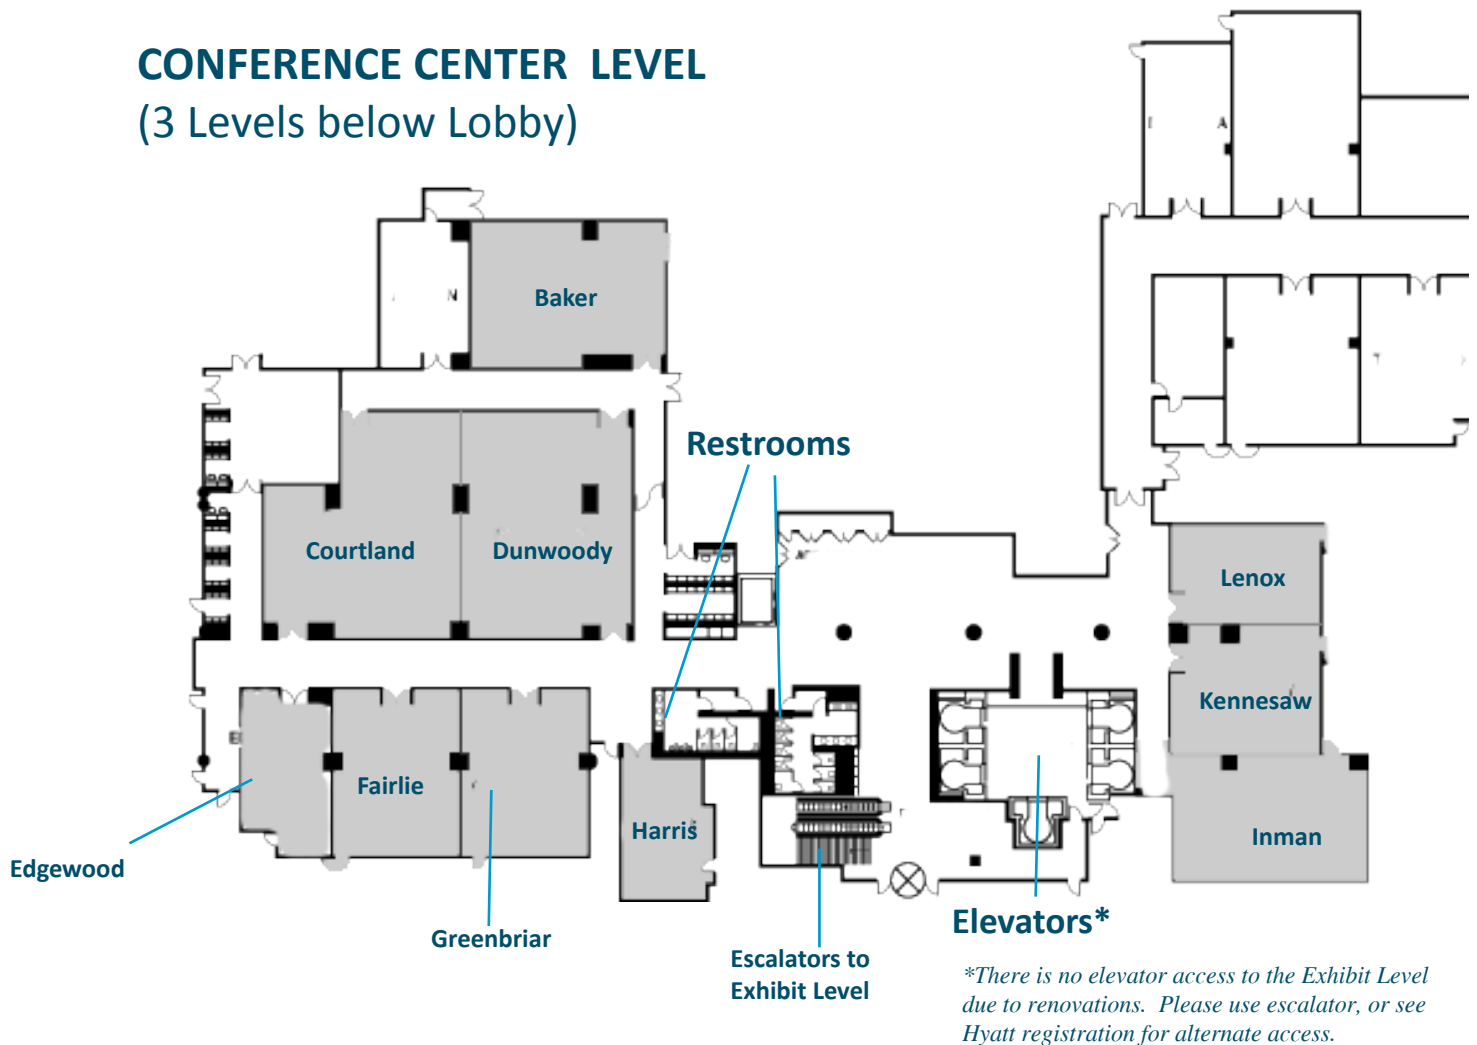 CONFERENCE CENTER  LEVEL
(3 Levels below Lobby)
A
N
Baker
Restrooms
Courtland
Dunwoody
Lenox
Kennesaw
Fairlie
Harris
Inman
Edgewood
Greenbriar
Elevators*
Escalators to
Exhibit Level
*There is no elevator access to the Exhibit Level
due to renovations.  Please use escalator, or see
Hyatt registration for alternate access.